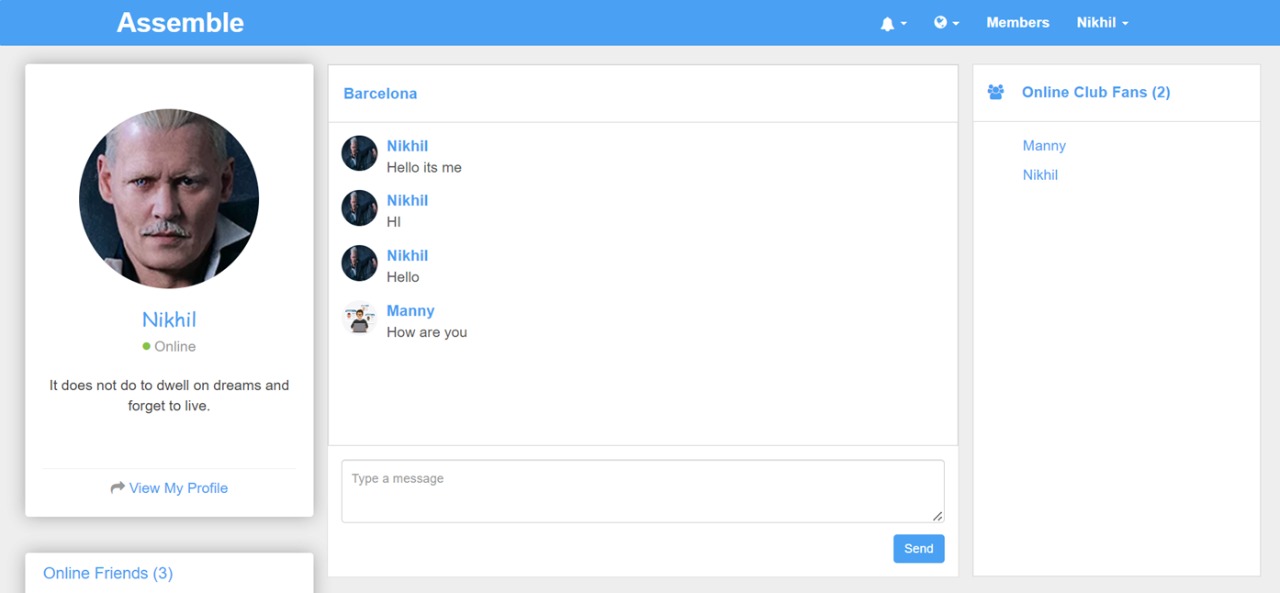 Assemble
Members
Nikhil
Nikhil
Online
It does not do to dwell on dreams and
forget to live.
View My Profile
Online Friends (3)
Barcelona
Nikhil
Hello its me
Nikhil
HI
Nikhil
Hello
Manny
How are you
Type a message
Send
Online Club Fans (2)
Manny
Nikhil